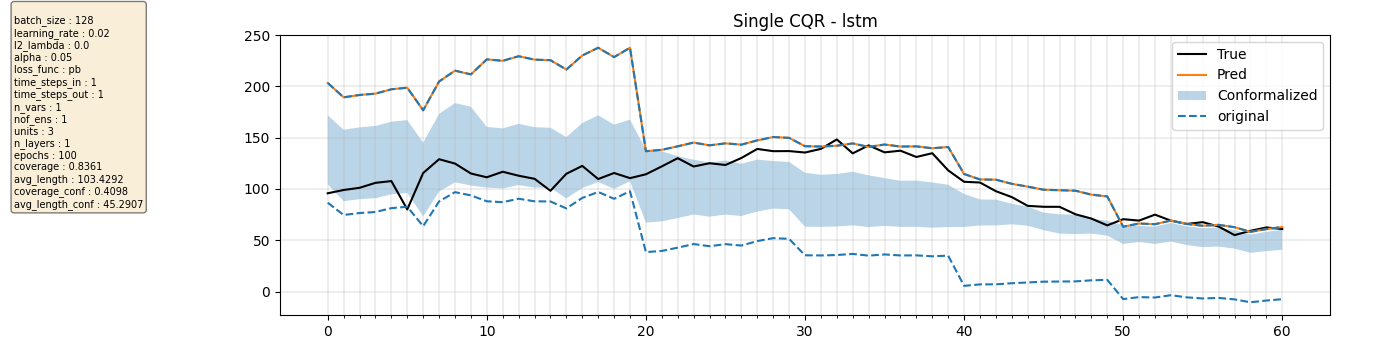 batch_size : 128
learning_rate : 0.02
l2_lambda : 0.0
alpha : 0.05
loss_func : pb
time_steps_in : 1
time_steps_out : 1
n_vars : 1
nof_ens : 1
units : 3
n_layers : 1
epochs : 100
coverage : 0.8361
avg_length : 103.4292
coverage_conf : 0.4098
avg_length_conf : 45.2907
Single CQR - lstm
250
200
150
100
50
0
True
Pred
Conformalized
original
0 10 20 30 40 50 60